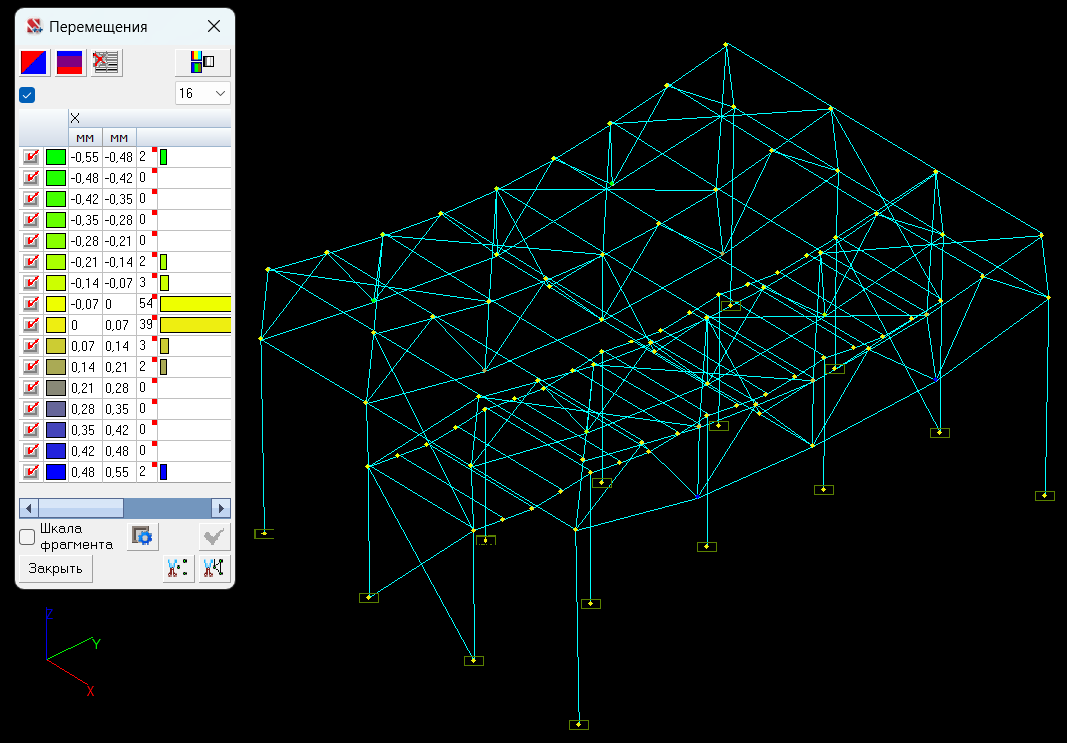 Перемещения
16
X
мм мм
-0,55 -0,48 2
-0,48 -0,42 0
-0,42 -0,35 0
-0,35 -0,28 0
-0,28 -0,21 0
-0,21 -0,14 2
-0,14 -0,07 3
-0,07 0 54
0 0,07 39
0,07 0,14 3
0,14 0,21 2
0,21 0,28 0
0,28 0,35 0
0,35 0,42 0
0,42 0,48 0
0,48 0,55 2
Шкала
фрагмента
Закрыть
Z
Y
X